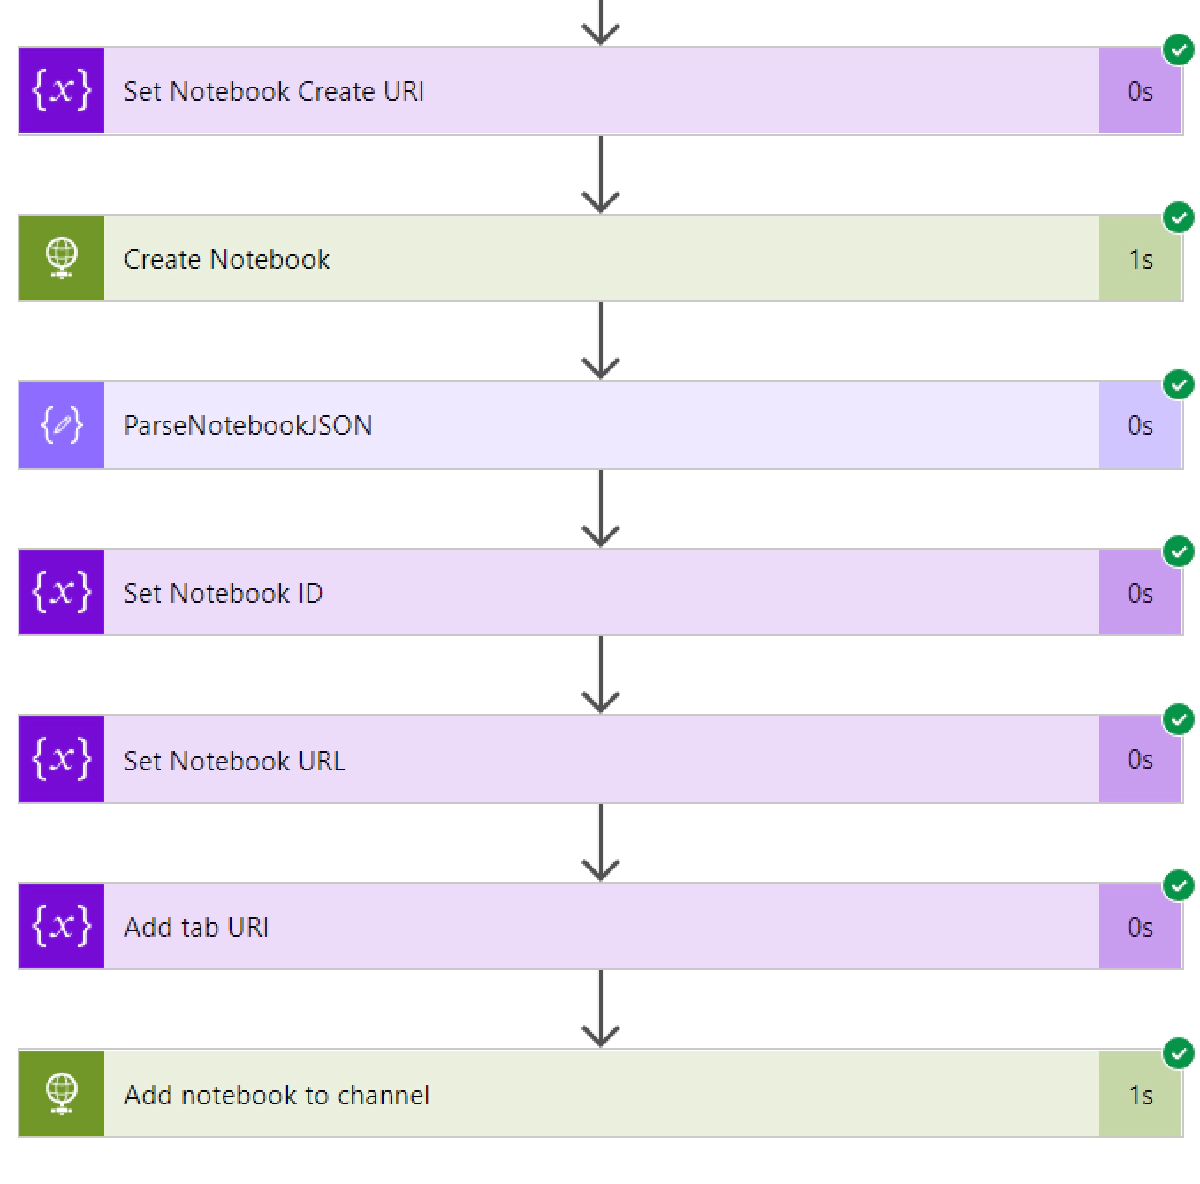 {x} Set Notebook Create URI 0s
Create Notebook 1s
ParseNotebookJSON 0s
{x} Set Notebook ID 0s
{x} Set Notebook URL 0s
{x} Add tab URI 0s
Add notebook to channel 1s